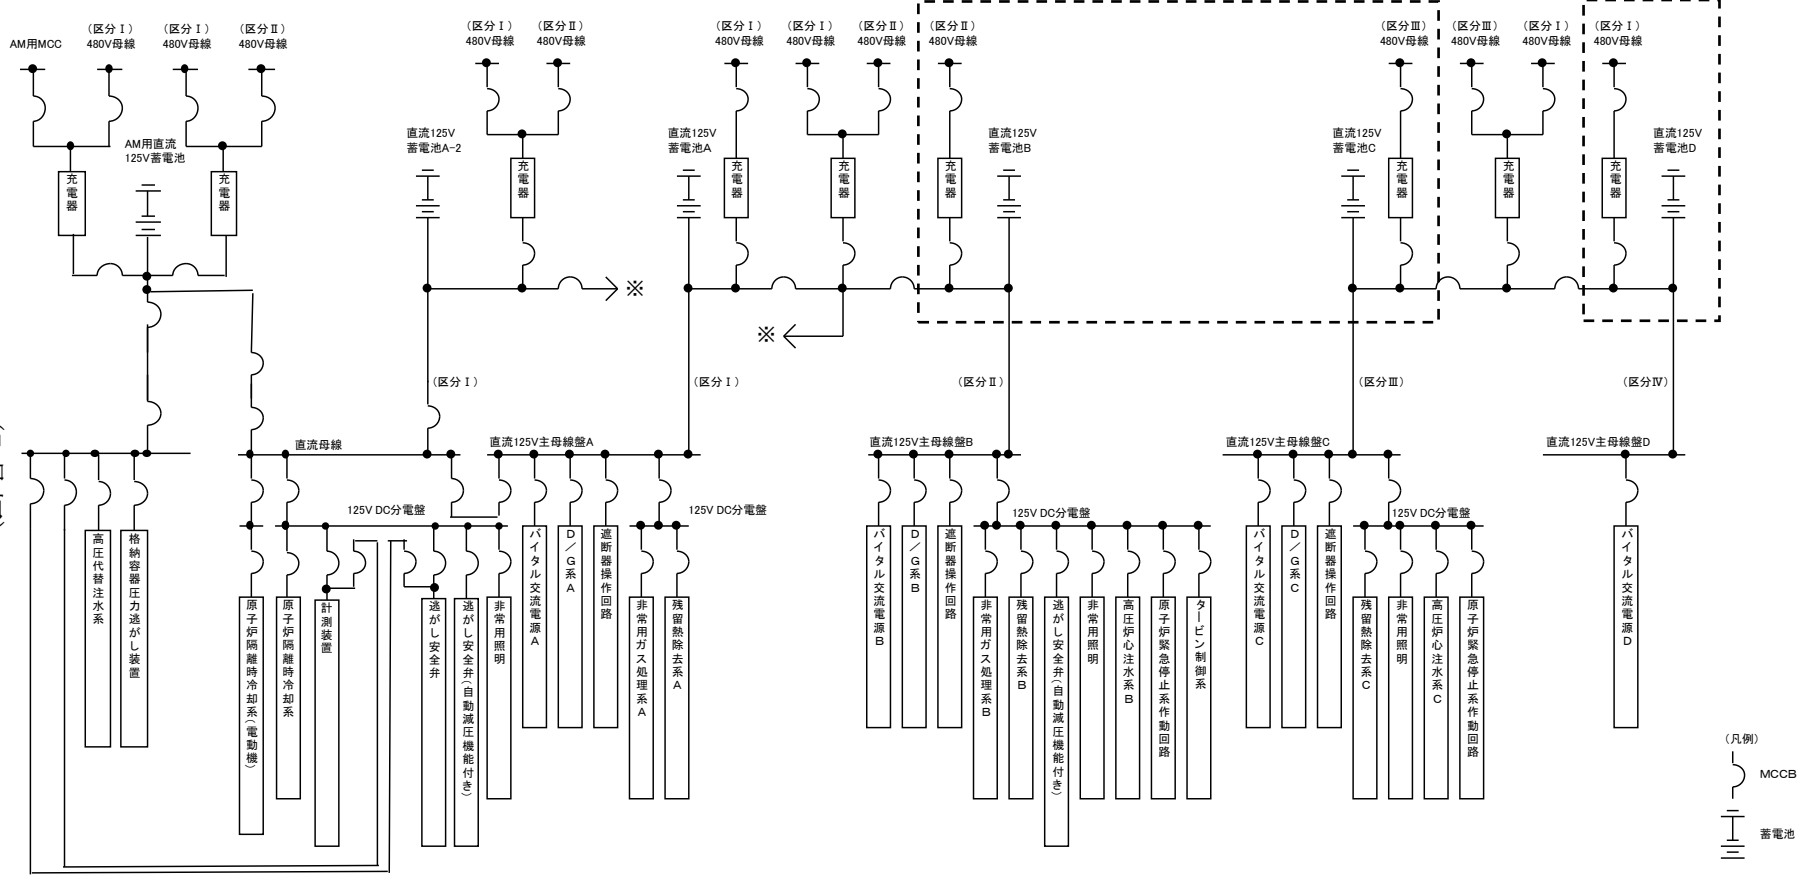 AM用MCC
(区分Ⅰ)
480V母線
(区分Ⅰ)
480V母線
(区分Ⅱ)
480V母線
(区分Ⅰ)
480V母線
(区分Ⅱ)
480V母線
(区分Ⅰ)
480V母線
(区分Ⅰ)
480V母線
(区分Ⅱ)
480V母線
(区分Ⅱ)
480V母線
(区分Ⅲ)
480V母線
(区分Ⅲ)
480V母線
(区分Ⅰ)
480V母線
(区分Ⅰ)
480V母線
AM用直流
125V蓄電池
直流125V
蓄電池A-2
直流125V
蓄電池A
直流125V
蓄電池B
直流125V
蓄電池C
直流125V
蓄電池D
充電器
充電器
充電器
充電器
充電器
充電器
充電器
充電器
充電器
※
※
(区分Ⅰ)
(区分Ⅰ)
(区分Ⅱ)
(区分Ⅲ)
(区分Ⅳ)
直流母線
直流125V主母線盤A
直流125V主母線盤B
直流125V主母線盤C
直流125V主母線盤D
125V DC分電盤
125V DC分電盤
125V DC分電盤
125V DC分電盤
高圧代替注水系
格納容器圧力逃がし装置
原子炉隔離時冷却系(電動機)
原子炉隔離時冷却系
計測装置
逃がし安全弁
逃がし安全弁(自動減圧機能付き)
非常用照明
バイタル交流電源A
D/G系A
遮断器操作回路
非常用ガス処理系A
残留熱除去系A
バイタル交流電源B
D/G系B
遮断器操作回路
非常用ガス処理系B
残留熱除去系B
逃がし安全弁(自動減圧機能付き)
非常用照明
高圧炉心注水系B
原子炉緊急停止系作動回路
タービン制御系
バイタル交流電源C
D/G系C
遮断器操作回路
残留熱除去系C
非常用照明
高圧炉心注水系C
原子炉緊急停止系作動回路
バイタル交流電源D
(凡例)
MCCB
蓄電池